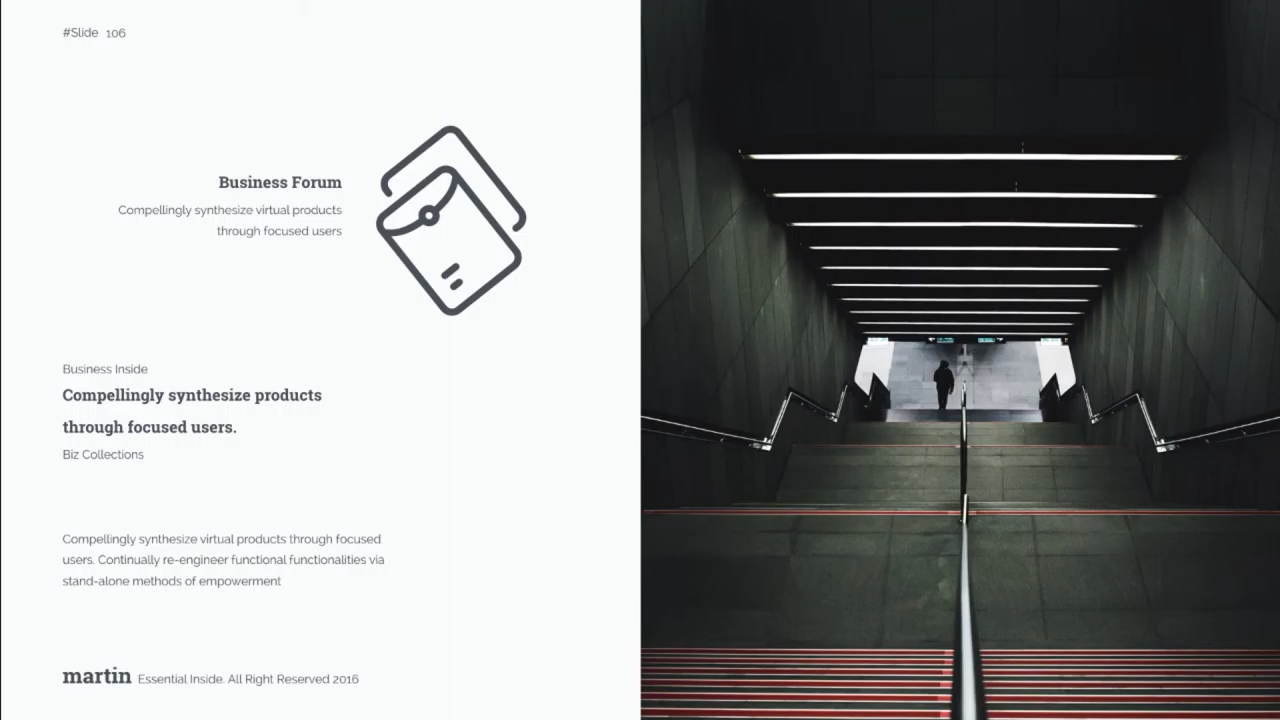 #Slide 106
Business Forum
Compellingly synthesize virtual products
through focused users
Business Inside
Compellingly synthesize products
through focused users.
Biz Collections
Compellingly synthesize virtual products through focused
users. Continually re-engineer functional functionalities via
stand-alone methods of empowerment
martin Essential Inside. All Right Reserved 2016